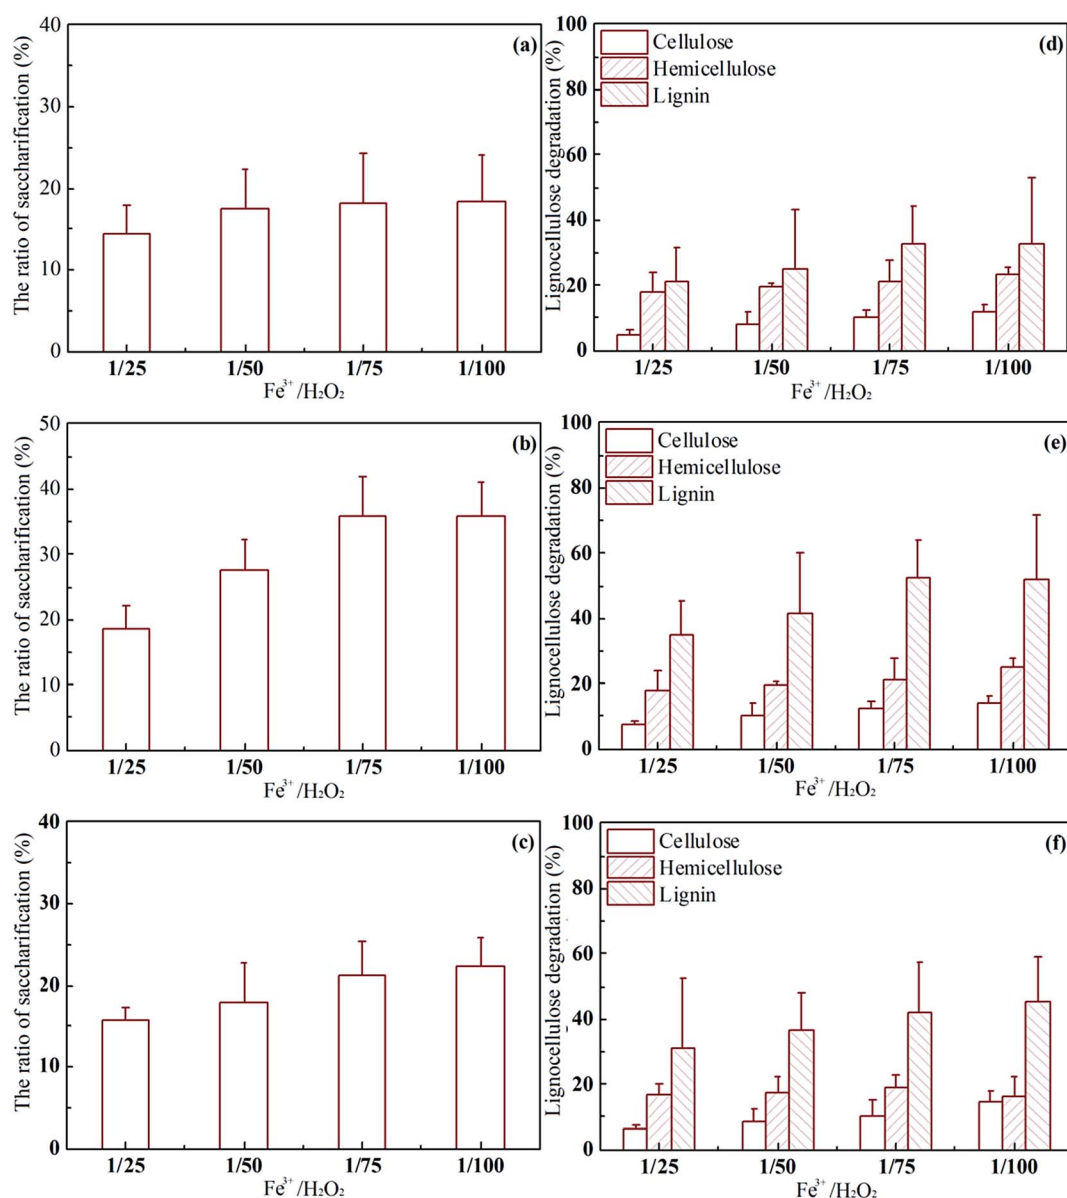 The ratio of saccharification (%)
40
30
20
10
0
(a)
1/25 1/50 1/75 1/100
Fe³⁺/H₂O₂
Lignocellulose degradation (%)
100
80
60
40
20
0
Cellulose
Hemicellulose
Lignin
(d)
1/25 1/50 1/75 1/100
Fe³⁺/H₂O₂
The ratio of saccharification (%)
50
40
30
20
10
0
(b)
1/25 1/50 1/75 1/100
Fe³⁺/H₂O₂
Lignocellulose degradation (%)
100
80
60
40
20
0
Cellulose
Hemicellulose
Lignin
(e)
1/25 1/50 1/75 1/100
Fe³⁺/H₂O₂
The ratio of saccharification (%)
40
30
20
10
0
(c)
1/25 1/50 1/75 1/100
Fe³⁺/H₂O₂
Lignocellulose degradation (%)
100
80
60
40
20
0
Cellulose
Hemicellulose
Lignin
(f)
1/25 1/50 1/75 1/100
Fe³⁺/H₂O₂